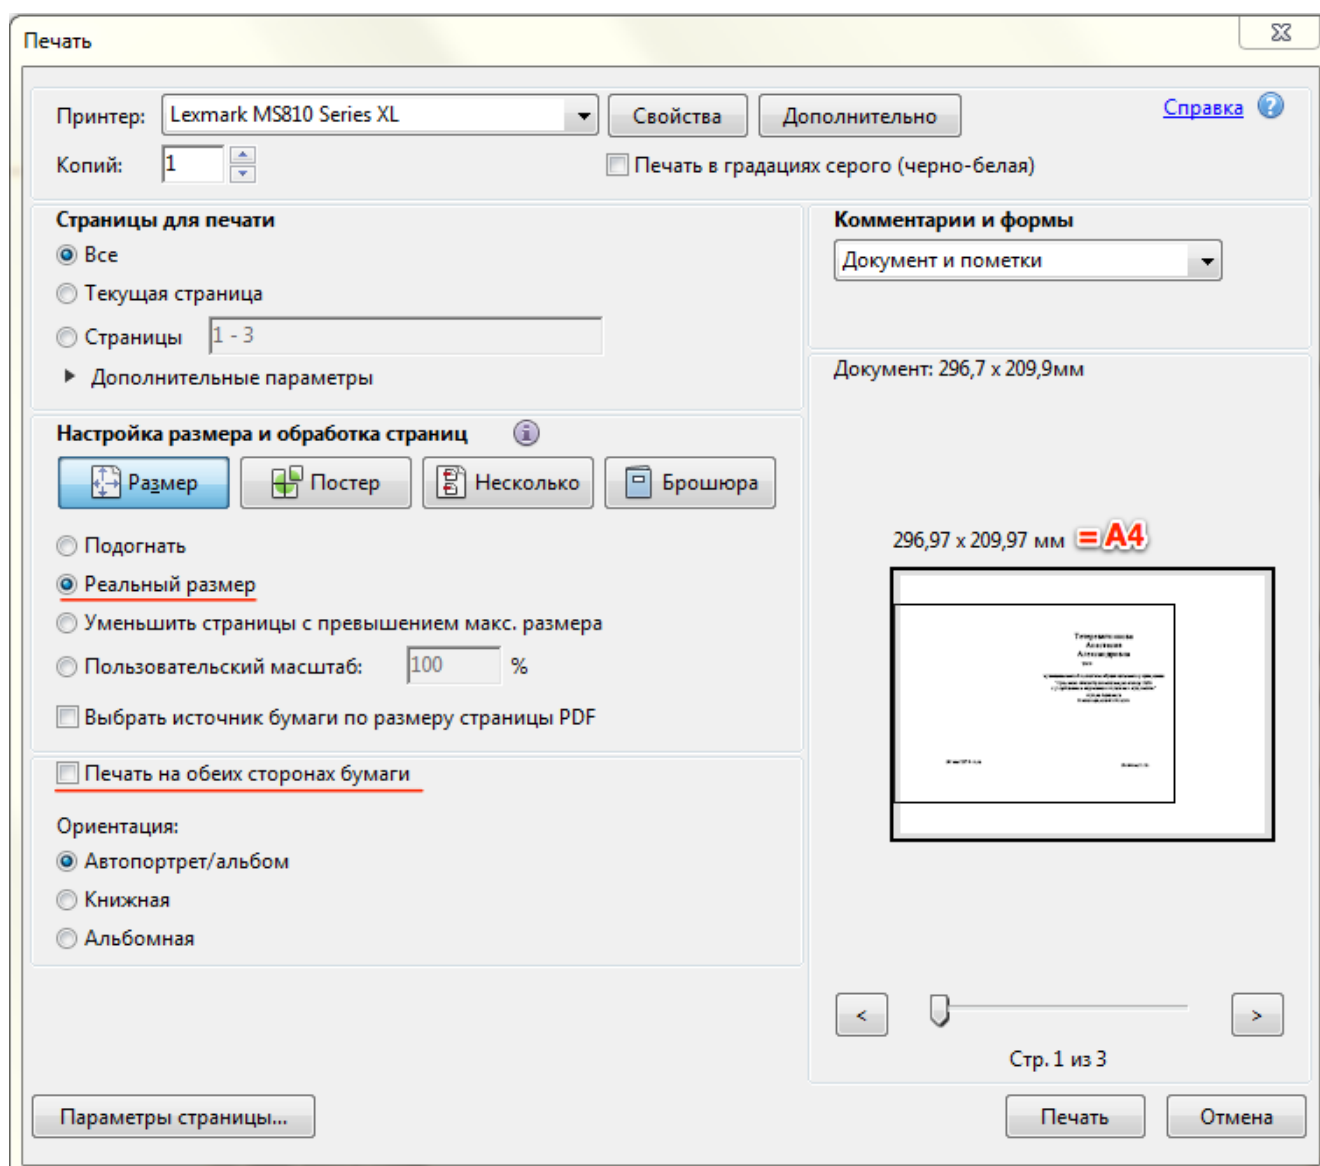 Печать
Принтер: Lexmark MS810 Series XL Свойства Дополнительно Справка
Копий: 1 Печать в градациях серого (черно-белая)
Страницы для печати
Все
Текущая страница
Страницы 1 - 3
Дополнительные параметры
Комментарии и формы
Документ и пометки
Настройка размера и обработка страниц
Размер Постер Несколько Брошюра
Подогнать
Реальный размер
Уменьшить страницы с превышением макс. размера
Пользовательский масштаб: 100 %
Выбрать источник бумаги по размеру страницы PDF
Печать на обеих сторонах бумаги
Ориентация:
Автопортрет/альбом
Книжная
Альбомная
Документ: 296,7 x 209,9мм
296,97 x 209,97 мм = A4
Александровна
< >
Стр. 1 из 3
Параметры страницы... Печать Отмена